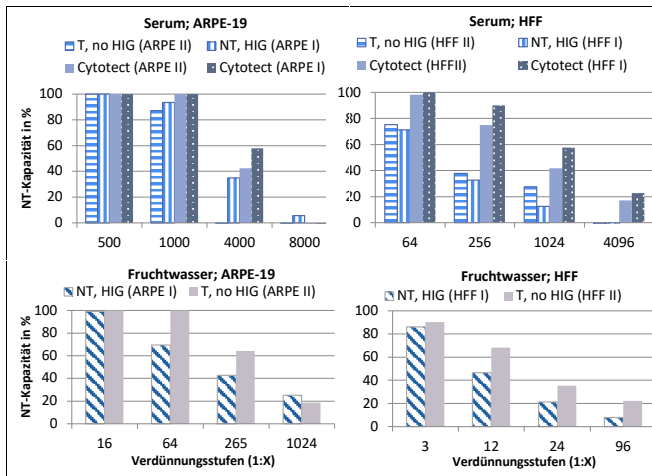 Serum; ARPE-19
T, no HIG (ARPE II) NT, HIG (ARPE I)
Cytotect (ARPE II) Cytotect (ARPE I)
NT-Kapazität in %
100
80
60
40
20
0
500 1000 4000 8000
Serum; HFF
T, no HIG (HFF II) NT, HIG (HFF I)
Cytotect (HFFII) Cytotect (HFF I)
100
80
60
40
20
0
64 256 1024 4096
Fruchtwasser; ARPE-19
NT, HIG (ARPE I) T, no HIG (ARPE II)
NT-Kapazität in %
100
80
60
40
20
0
16 64 265 1024
Verdünnungsstufen (1:X)
Fruchtwasser; HFF
NT, HIG (HFF I) T, no HIG (HFF II)
100
80
60
40
20
0
3 12 24 96
Verdünnungsstufen (1:X)